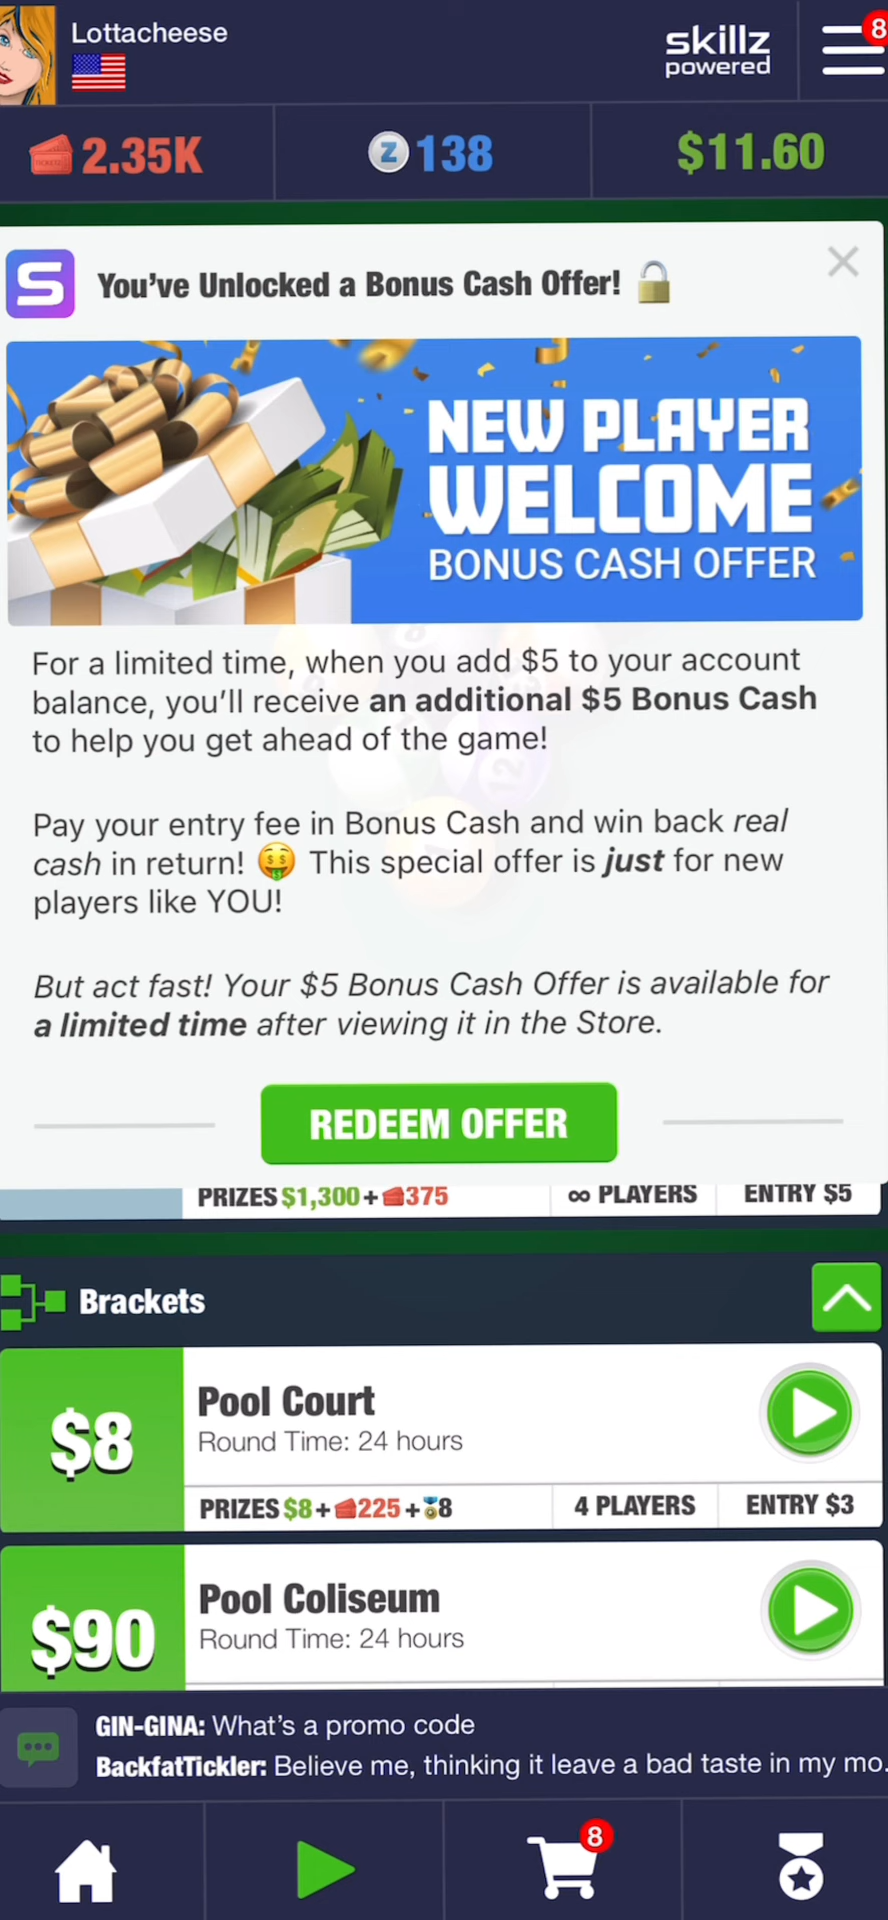 Lottacheese
skillz
powered
8
2.35K
Z 138
$11.60
S You've Unlocked a Bonus Cash Offer!
NEW PLAYER
WELCOME
BONUS CASH OFFER
For a limited time, when you add $5 to your account
balance, you'll receive an additional $5 Bonus Cash
to help you get ahead of the game!
Pay your entry fee in Bonus Cash and win back real
cash in return! 🤑 This special offer is just for new
players like YOU!
But act fast! Your $5 Bonus Cash Offer is available for
a limited time after viewing it in the Store.
REDEEM OFFER
PRIZES $1,300 + 375 ∞ PLAYERS ENTRY $5
Brackets
$8
Pool Court
Round Time: 24 hours
PRIZES $8 + 225 + 8 4 PLAYERS ENTRY $3
$90
Pool Coliseum
Round Time: 24 hours
GIN-GINA: What's a promo code
BackfatTickler: Believe me, thinking it leave a bad taste in my mo.
8